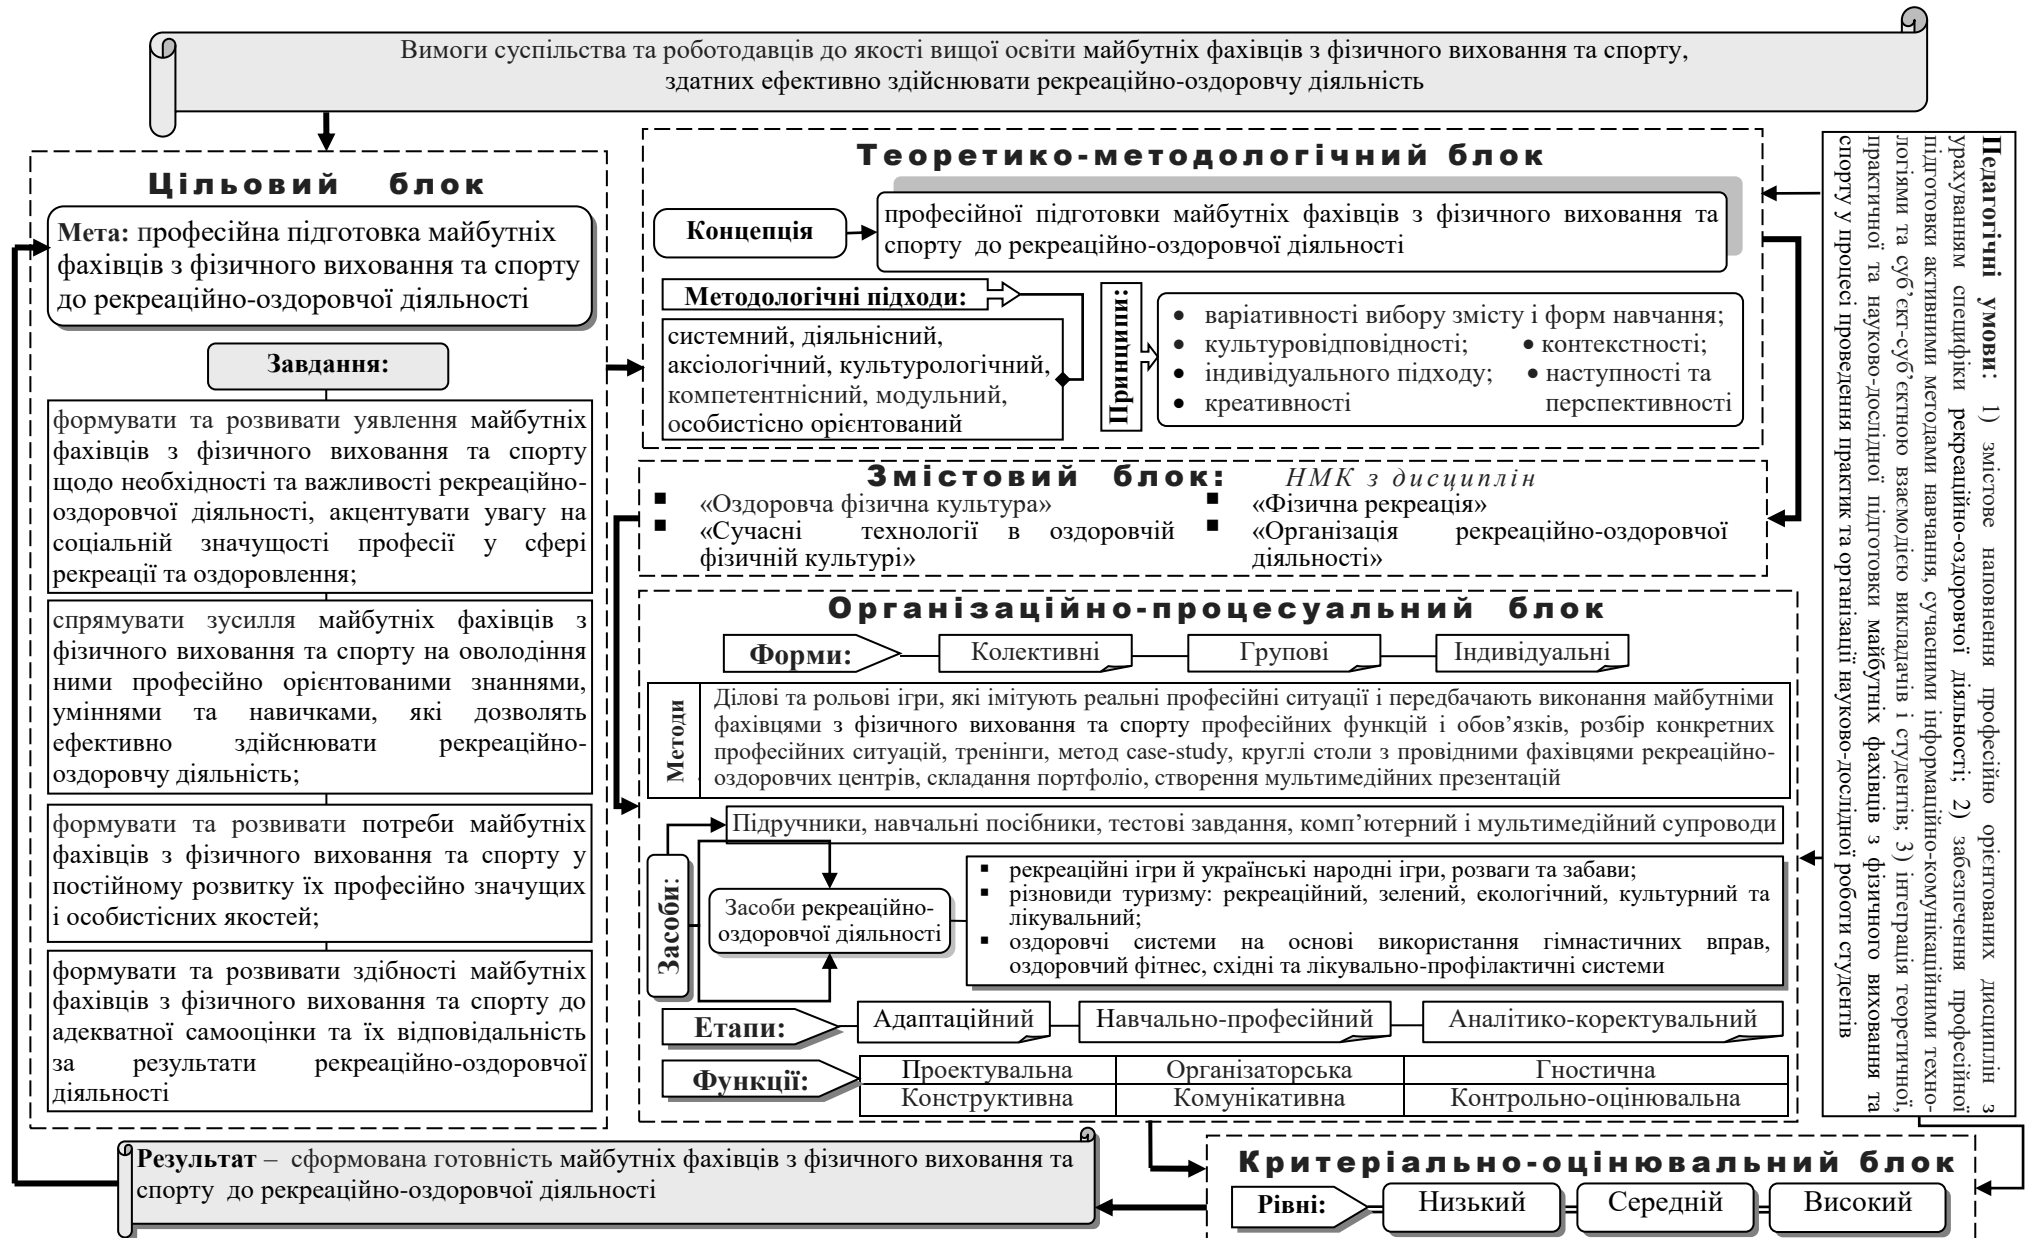 Вимоги суспільства та роботодавців до якості вищої освіти майбутніх фахівців з фізичного виховання та спорту,
здатних ефективно здійснювати рекреаційно-оздоровчу діяльність
Цільовий блок
Мета: професійна підготовка майбутніх
фахівців з фізичного виховання та спорту
до рекреаційно-оздоровчої діяльності
Завдання:
формувати та розвивати уявлення майбутніх
фахівців з фізичного виховання та спорту
щодо необхідності та важливості рекреаційно-
оздоровчої діяльності, акцентувати увагу на
соціальній значущості професії у сфері
рекреації та оздоровлення;
спрямувати зусилля майбутніх фахівців з
фізичного виховання та спорту на оволодіння
ними професійно орієнтованими знаннями,
уміннями та навичками, які дозволять
ефективно здійснювати рекреаційно-
оздоровчу діяльність;
формувати та розвивати потреби майбутніх
фахівців з фізичного виховання та спорту у
постійному розвитку їх професійно значущих
і особистісних якостей;
формувати та розвивати здібності майбутніх
фахівців з фізичного виховання та спорту до
адекватної самооцінки та їх відповідальність
за результати рекреаційно-оздоровчої
діяльності
Теоретико-методологічний блок
Концепція
професійної підготовки майбутніх фахівців з фізичного виховання та
спорту до рекреаційно-оздоровчої діяльності
Методологічні підходи:
системний, діяльнісний,
аксіологічний, культурологічний,
компетентнісний, модульний,
особистісно орієнтований
Принципи:
• варіативності вибору змісту і форм навчання;
• культуровідповідності; • контекстності;
• індивідуального підходу; • наступності та
• креативності перспективності
Змістовий блок: НМК з дисциплін
▪ «Оздоровча фізична культура» ▪ «Фізична рекреація»
▪ «Сучасні технології в оздоровчій ▪ «Організація рекреаційно-оздоровчої
фізичній культурі» діяльності»
Організаційно-процесуальний блок
Форми: Колективні Групові Індивідуальні
Методи
Ділові та рольові ігри, які імітують реальні професійні ситуації і передбачають виконання майбутніми
фахівцями з фізичного виховання та спорту професійних функцій і обов’язків, розбір конкретних
професійних ситуацій, тренінги, метод case-study, круглі столи з провідними фахівцями рекреаційно-
оздоровчих центрів, складання портфоліо, створення мультимедійних презентацій
Засоби:
Підручники, навчальні посібники, тестові завдання, комп’ютерний і мультимедійний супроводи
Засоби рекреаційно-
оздоровчої діяльності
▪ рекреаційні ігри й українські народні ігри, розваги та забави;
▪ різновиди туризму: рекреаційний, зелений, екологічний, культурний та
лікувальний;
▪ оздоровчі системи на основі використання гімнастичних вправ,
оздоровчий фітнес, східні та лікувально-профілактичні системи
Етапи: Адаптаційний Навчально-професійний Аналітико-коректувальний
Функції:
Проектувальна Організаторська Гностична
Конструктивна Комунікативна Контрольно-оцінювальна
Педагогічні умови: 1) змістове наповнення професійно орієнтованих дисциплін з
урахуванням специфіки рекреаційно-оздоровчої діяльності; 2) забезпечення професійної
підготовки активними методами навчання, сучасними інформаційно-комунікаційними техно-
логіями та суб’єкт-суб’єктною взаємодією викладачів і студентів; 3) інтеграція теоретичної,
практичної та науково-дослідної підготовки майбутніх фахівців з фізичного виховання та
спорту у процесі проведення практик та організації науково-дослідної роботи студентів
Критеріально-оцінювальний блок
Рівні: Низький Середній Високий
Результат – сформована готовність майбутніх фахівців з фізичного виховання та
спорту до рекреаційно-оздоровчої діяльності